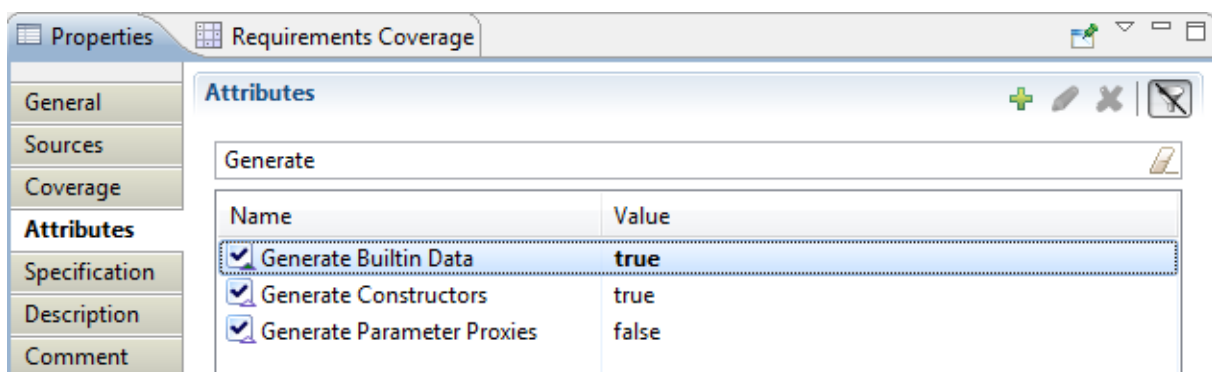 Properties Requirements Coverage
Attributes
General
Sources
Coverage
Attributes
Specification
Description
Comment
Generate
Name Value
Generate Builtin Data true
Generate Constructors true
Generate Parameter Proxies false